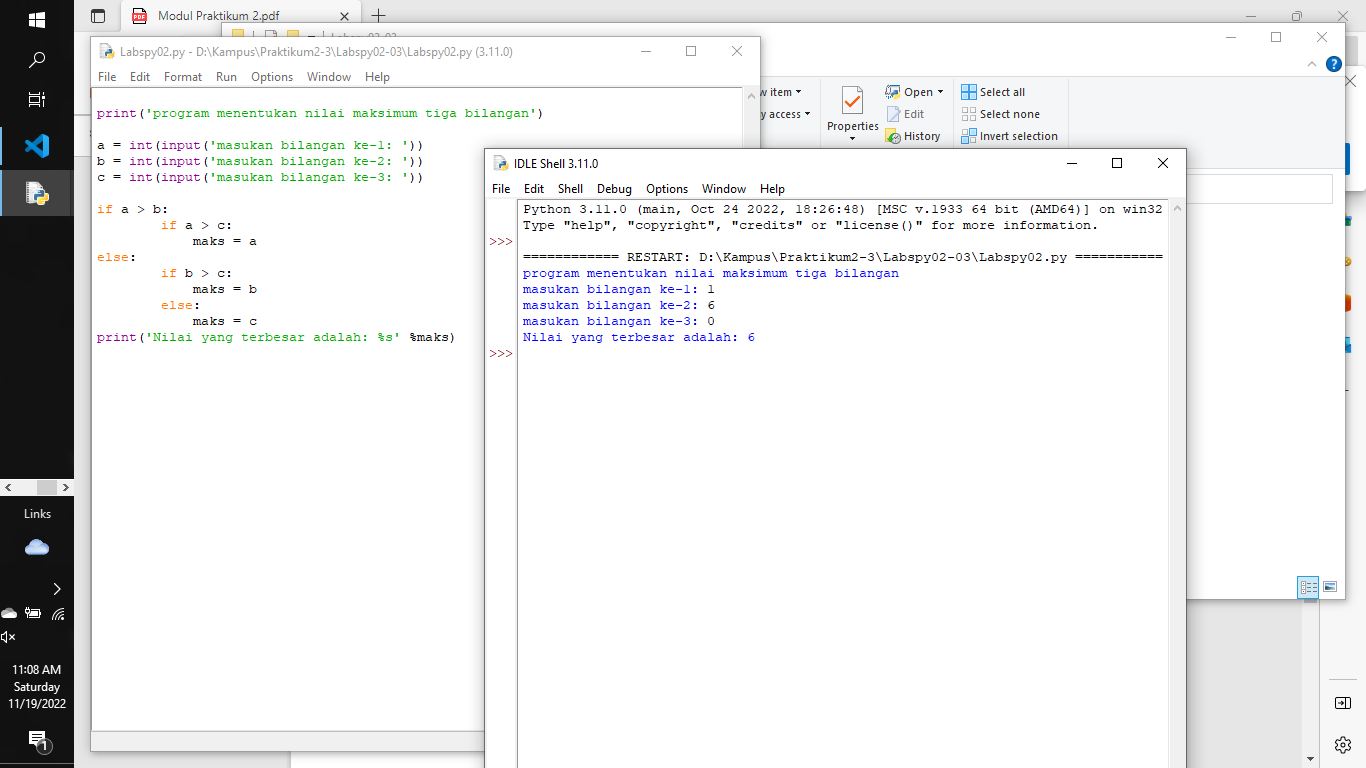 Modul Praktikum 2.pdf
Labspy02.py - D:\Kampus\Praktikum2-3\Labspy02-03\Labspy02.py (3.11.0)
File Edit Format Run Options Window Help
print('program menentukan nilai maksimum tiga bilangan')
a = int(input('masukan bilangan ke-1: '))
b = int(input('masukan bilangan ke-2: '))
c = int(input('masukan bilangan ke-3: '))
if a > b:
if a > c:
maks = a
else:
if b > c:
maks = b
else:
maks = c
print('Nilai yang terbesar adalah: %s' %maks)
item
access
Properties
Open
Edit
History
Select all
Select none
Invert selection
IDLE Shell 3.11.0
File Edit Shell Debug Options Window Help
Python 3.11.0 (main, Oct 24 2022, 18:26:48) [MSC v.1933 64 bit (AMD64)] on win32
Type "help", "copyright", "credits" or "license()" for more information.
>>>
============ RESTART: D:\Kampus\Praktikum2-3\Labspy02-03\Labspy02.py ===========
program menentukan nilai maksimum tiga bilangan
masukan bilangan ke-1: 1
masukan bilangan ke-2: 6
masukan bilangan ke-3: 0
Nilai yang terbesar adalah: 6
>>>
Links
11:08 AM
Saturday
11/19/2022
1